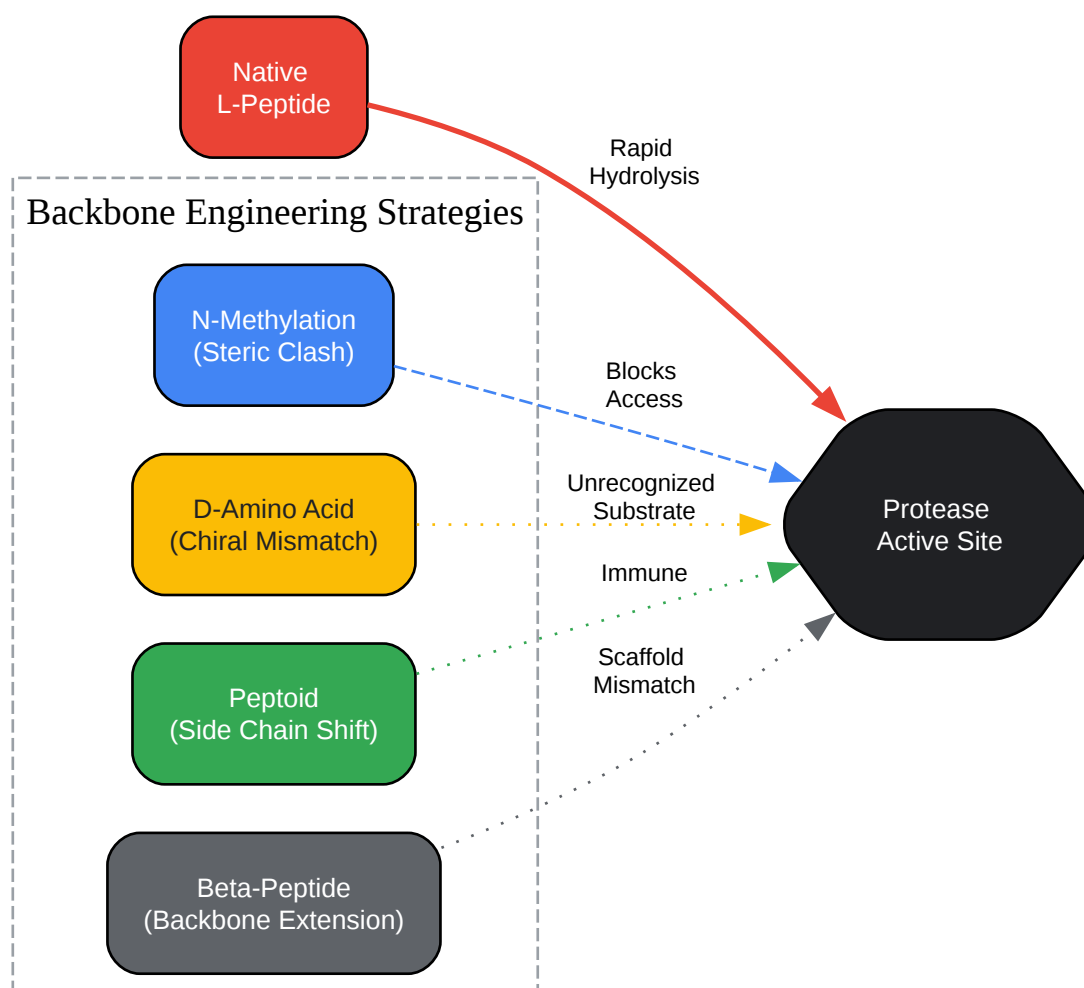 Native
L-Peptide
Rapid
Hydrolysis
Backbone Engineering Strategies
N-Methylation
(Steric Clash)
Blocks
Access
D-Amino Acid
(Chiral Mismatch)
Unrecognized
Substrate
Protease
Active Site
Immune
Peptoid
(Side Chain Shift)
Scaffold
Mismatch
Beta-Peptide
(Backbone Extension)